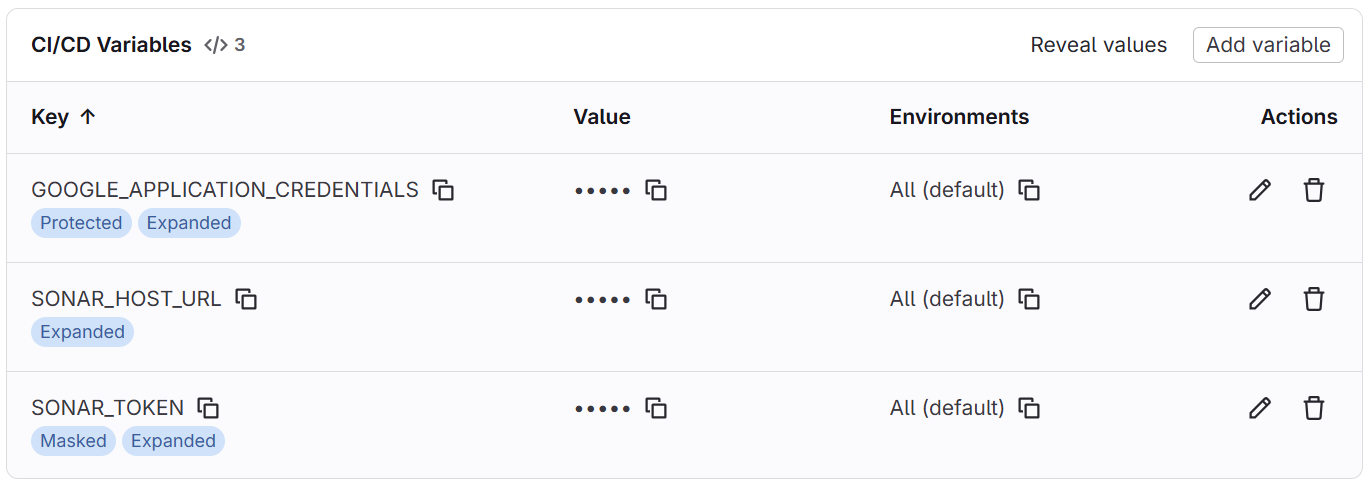 CI/CD Variables </> 3 Reveal values Add variable
Key ↑ Value Environments Actions
GOOGLE_APPLICATION_CREDENTIALS ••••• All (default)
Protected Expanded
SONAR_HOST_URL ••••• All (default)
Expanded
SONAR_TOKEN ••••• All (default)
Masked Expanded